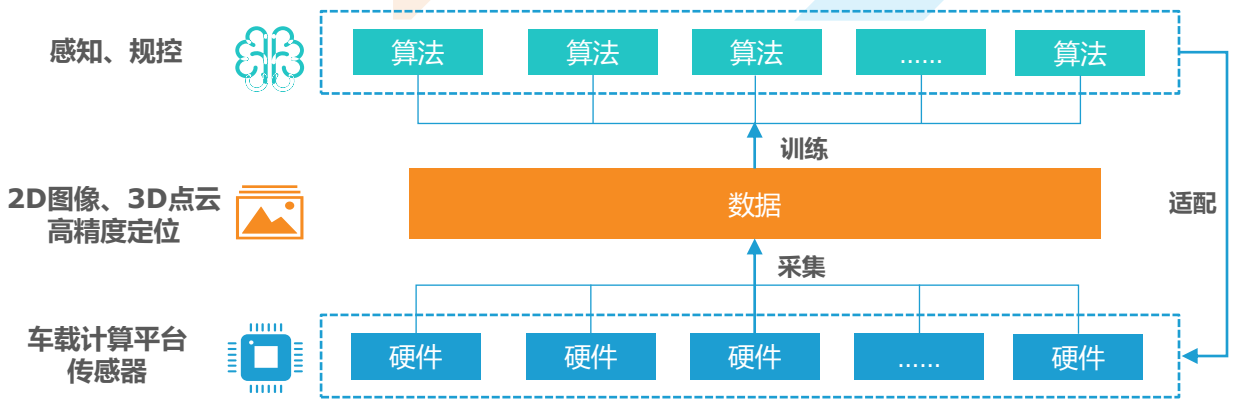 感知、规控
算法
算法
算法
......
算法
训练
2D图像、3D点云
高精度定位
数据
适配
采集
车载计算平台
传感器
硬件
硬件
硬件
......
硬件